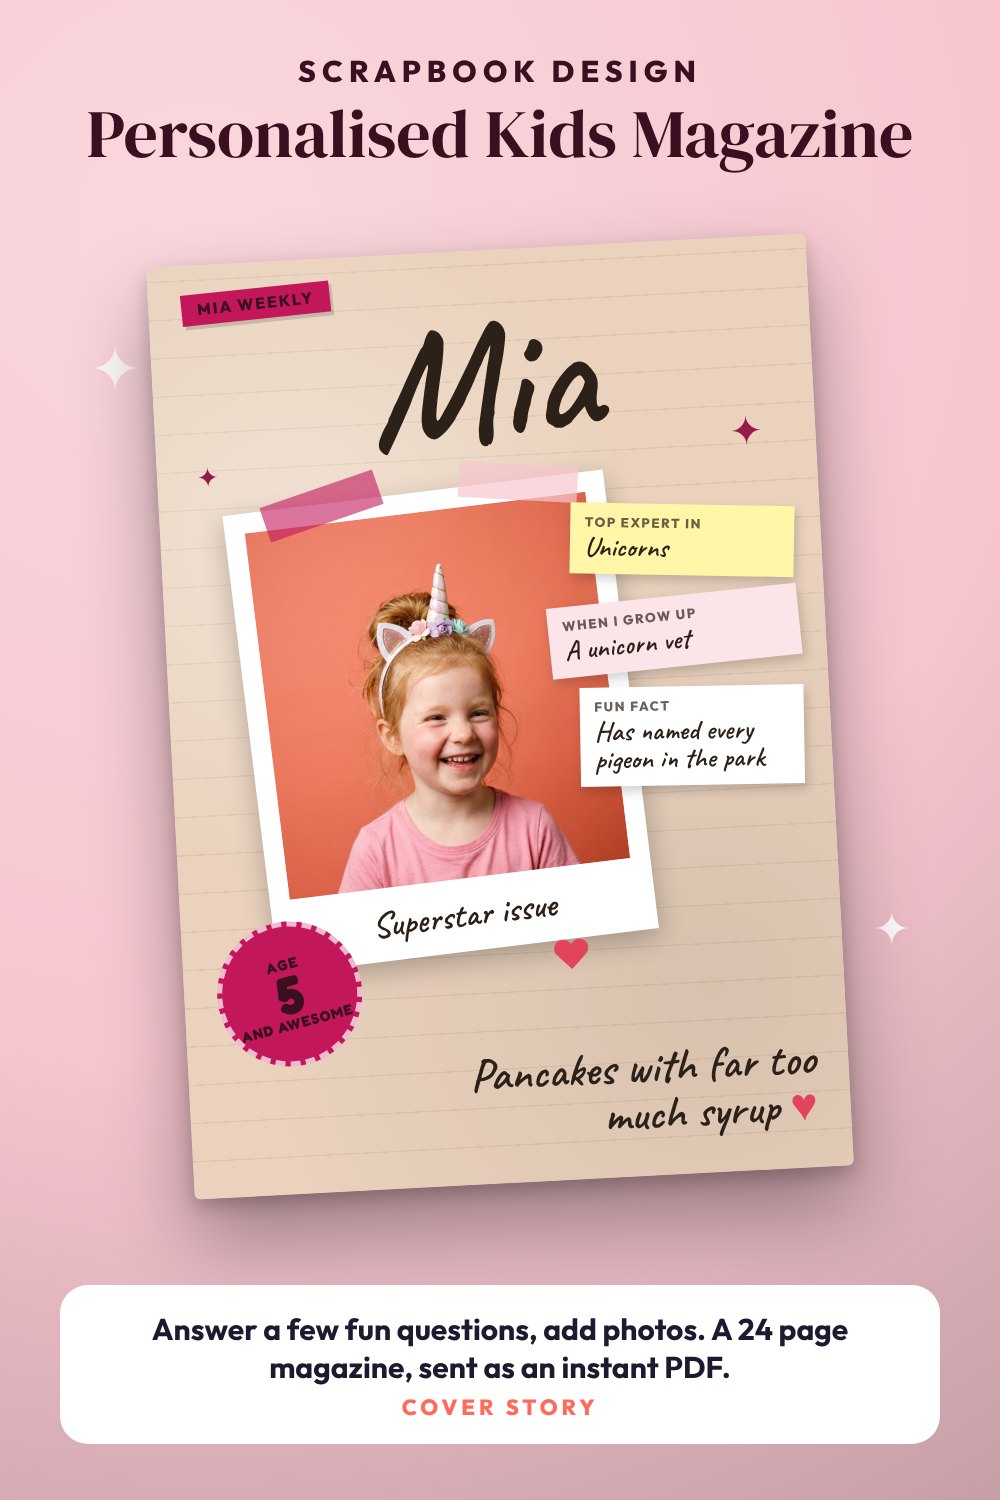 SCRAPBOOK DESIGN
Personalised Kids Magazine
MIA WEEKLY
Mia
TOP EXPERT IN
Unicorns
WHEN I GROW UP
A unicorn vet
FUN FACT
Has named every
pigeon in the park
Superstar issue
AGE
5
AND AWESOME
Pancakes with far too
much syrup ♥
Answer a few fun questions, add photos. A 24 page
magazine, sent as an instant PDF.
COVER STORY